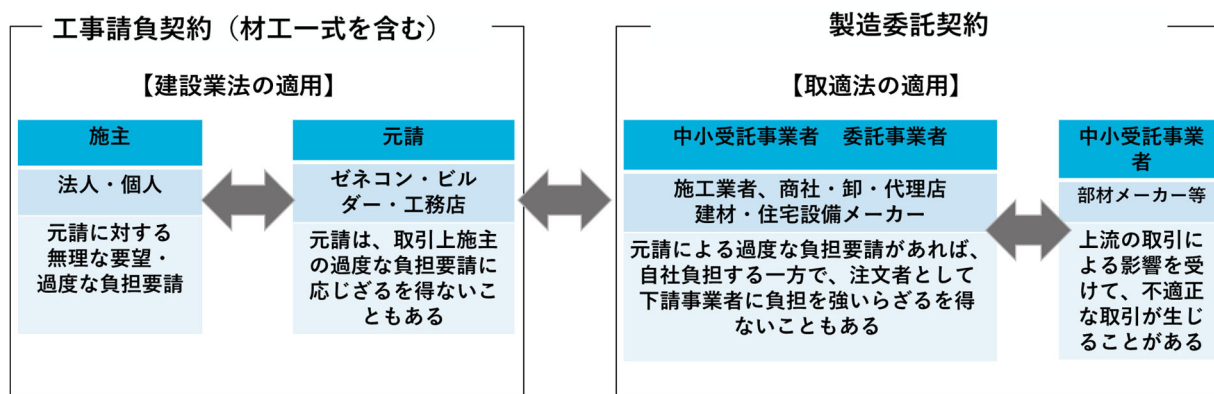 工事請負契約（材工一式を含む）
【建設業法の適用】
施主
法人・個人
元請に対する
無理な要望・
過度な負担要請
元請
ゼネコン・ビル
ダー・工務店
元請は、取引上施主
の過度な負担要請に
応じざるを得ないこ
ともある
製造委託契約
【取適法の適用】
中小受託事業者　委託事業者
施工業者、商社・卸・代理店
建材・住宅設備メーカー
元請による過度な負担要請があれば、
自社負担する一方で、注文者として
下請事業者に負担を強いらざるを得
ないこともある
中小受託事業
者
部材メーカー等
上流の取引に
よる影響を受
けて、不適正
な取引が生じ
ることがある